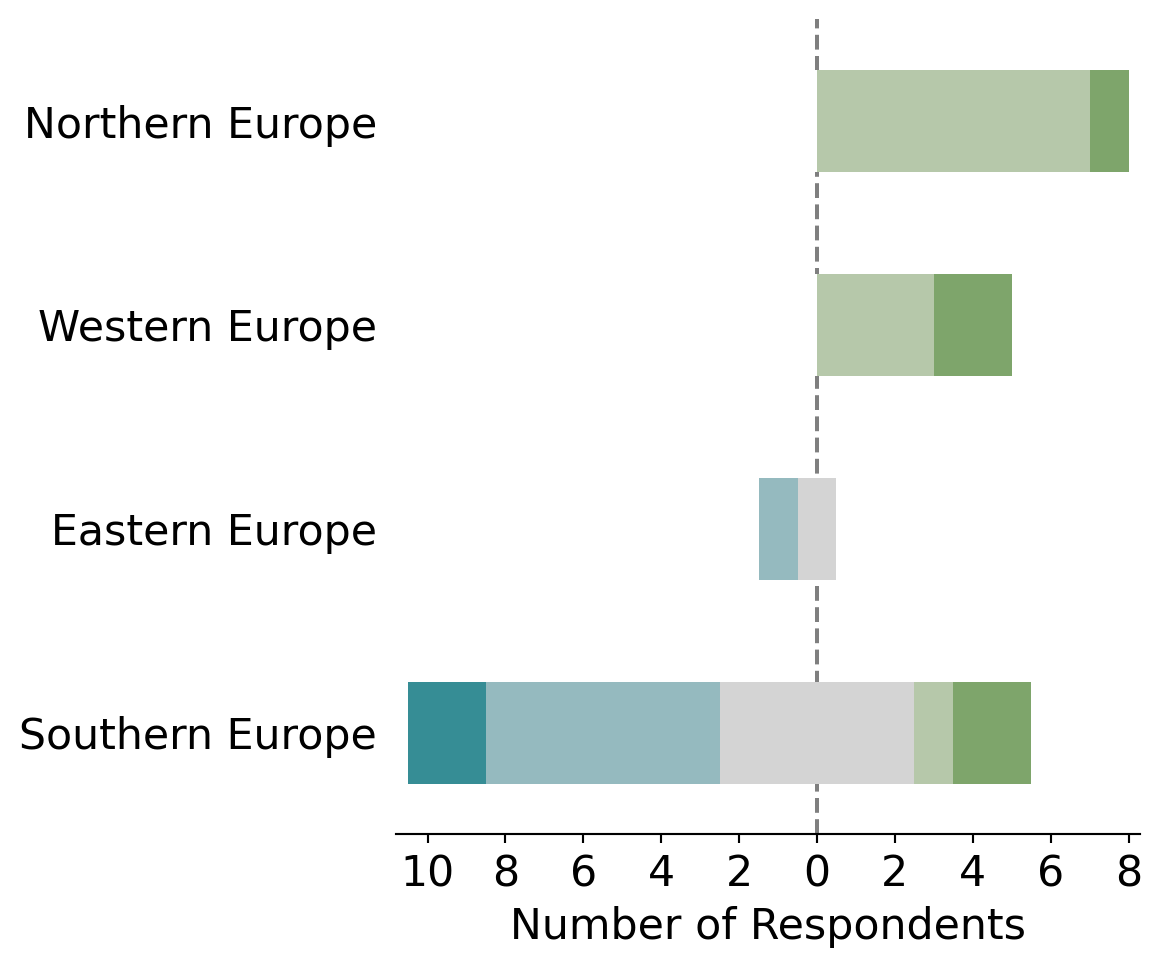 Northern Europe
Western Europe
Eastern Europe
Southern Europe
10 8 6 4 2 0 2 4 6 8
Number of Respondents